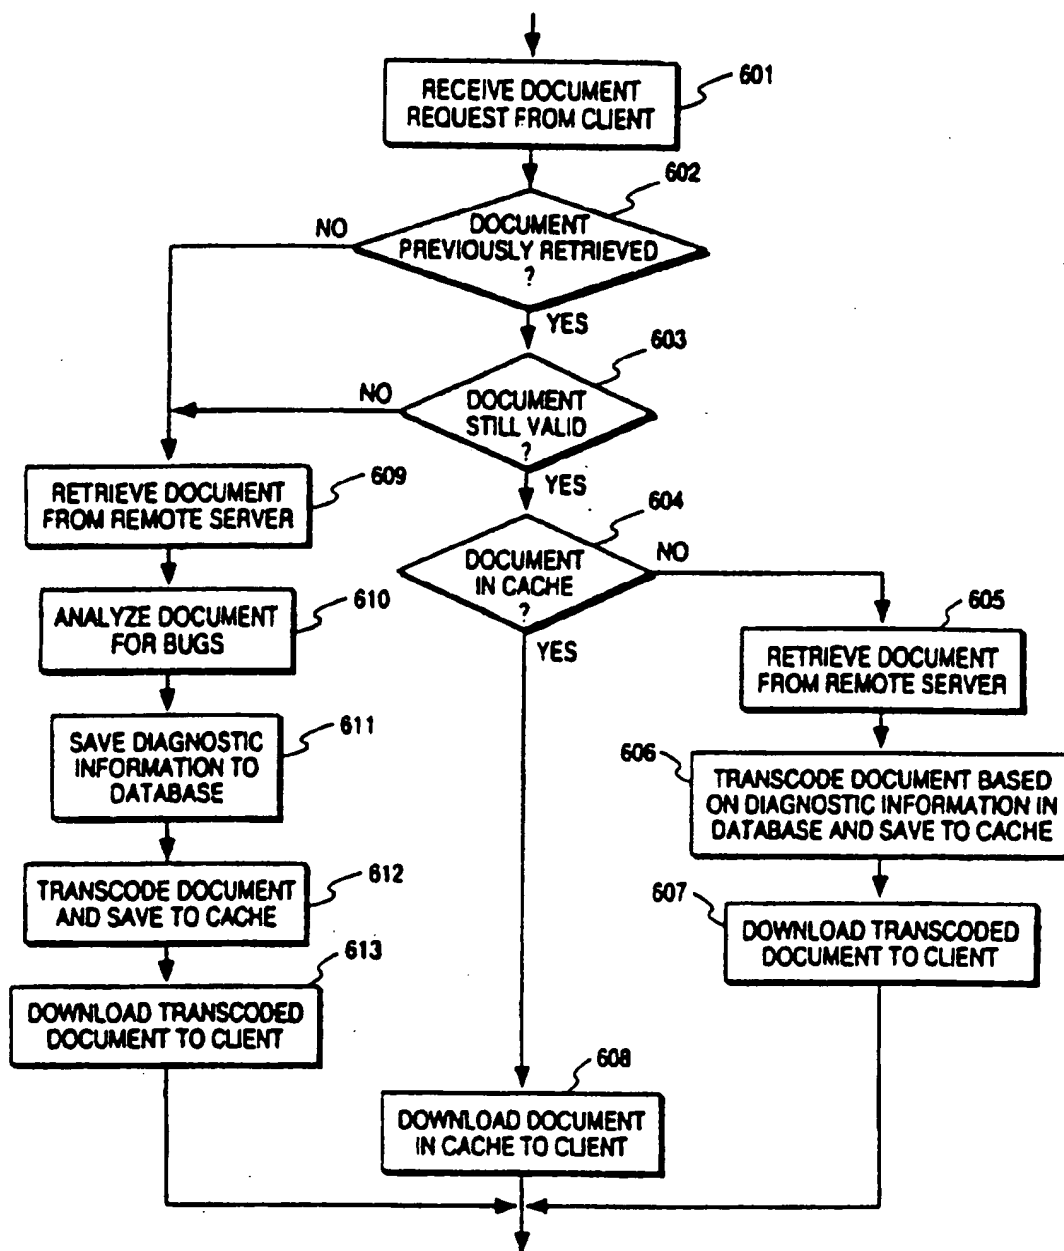 RECEIVE DOCUMENT
REQUEST FROM CLIENT
601
602
NO
DOCUMENT
PREVIOUSLY RETRIEVED
?
YES
603
NO
DOCUMENT
STILL VALID
?
YES
609
RETRIEVE DOCUMENT
FROM REMOTE SERVER
604
DOCUMENT
IN CACHE
?
NO
YES
610
ANALYZE DOCUMENT
FOR BUGS
605
RETRIEVE DOCUMENT
FROM REMOTE SERVER
611
SAVE DIAGNOSTIC
INFORMATION TO
DATABASE
606
TRANSCODE DOCUMENT BASED
ON DIAGNOSTIC INFORMATION IN
DATABASE AND SAVE TO CACHE
612
TRANSCODE DOCUMENT
AND SAVE TO CACHE
607
DOWNLOAD TRANSCODED
DOCUMENT TO CLIENT
613
DOWNLOAD TRANSCODED
DOCUMENT TO CLIENT
608
DOWNLOAD DOCUMENT
IN CACHE TO CLIENT